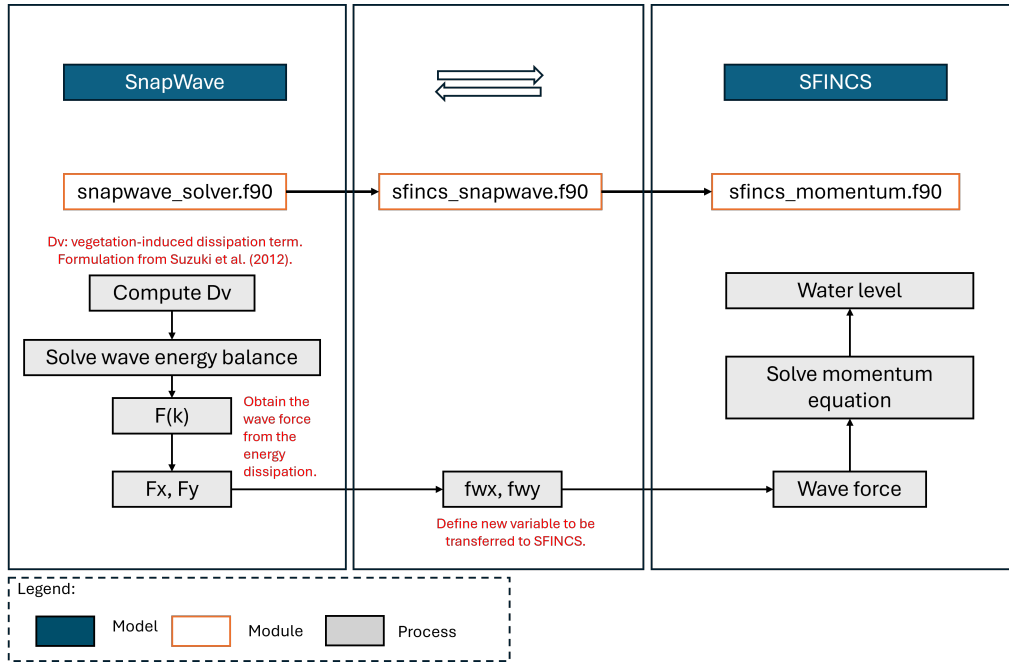 SnapWave
SFINCS
snapwave_solver.f90
sfincs_snapwave.f90
sfincs_momentum.f90
Dv: vegetation-induced dissipation term.
Formulation from Suzuki et al. (2012).
Compute Dv
Solve wave energy balance
F(k)
Obtain the
wave force
from the
energy
dissipation.
Fx, Fy
fwx, fwy
Define new variable to be
transferred to SFINCS.
Water level
Solve momentum
equation
Wave force
Legend:
Model
Module
Process